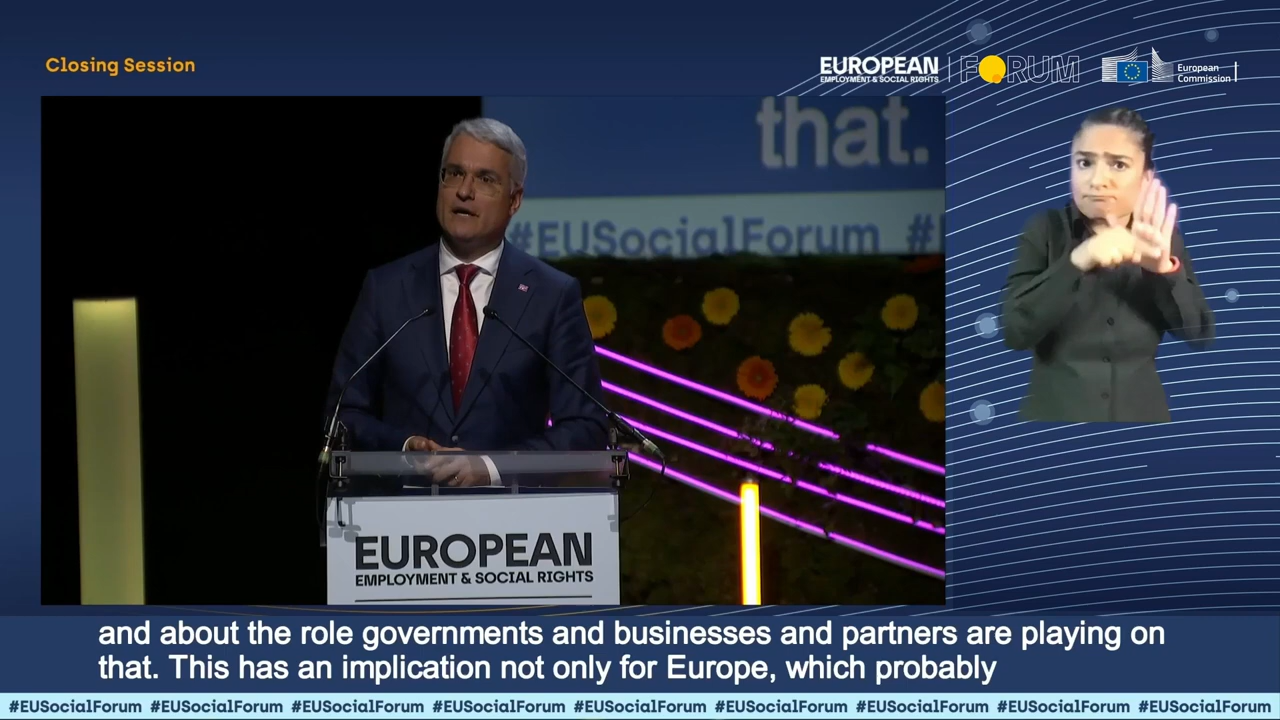 Closing Session
EUROPEAN
EMPLOYMENT & SOCIAL RIGHTS
FORUM
European
Commission
that.
#EUSocialForum #
EUROPEAN
EMPLOYMENT & SOCIAL RIGHTS
and about the role governments and businesses and partners are playing on
that. This has an implication not only for Europe, which probably
#EUSocialForum #EUSocialForum #EUSocialForum #EUSocialForum #EUSocialForum #EUSocialForum #EUSocialForum #EUSocialForum #EUSocialForum